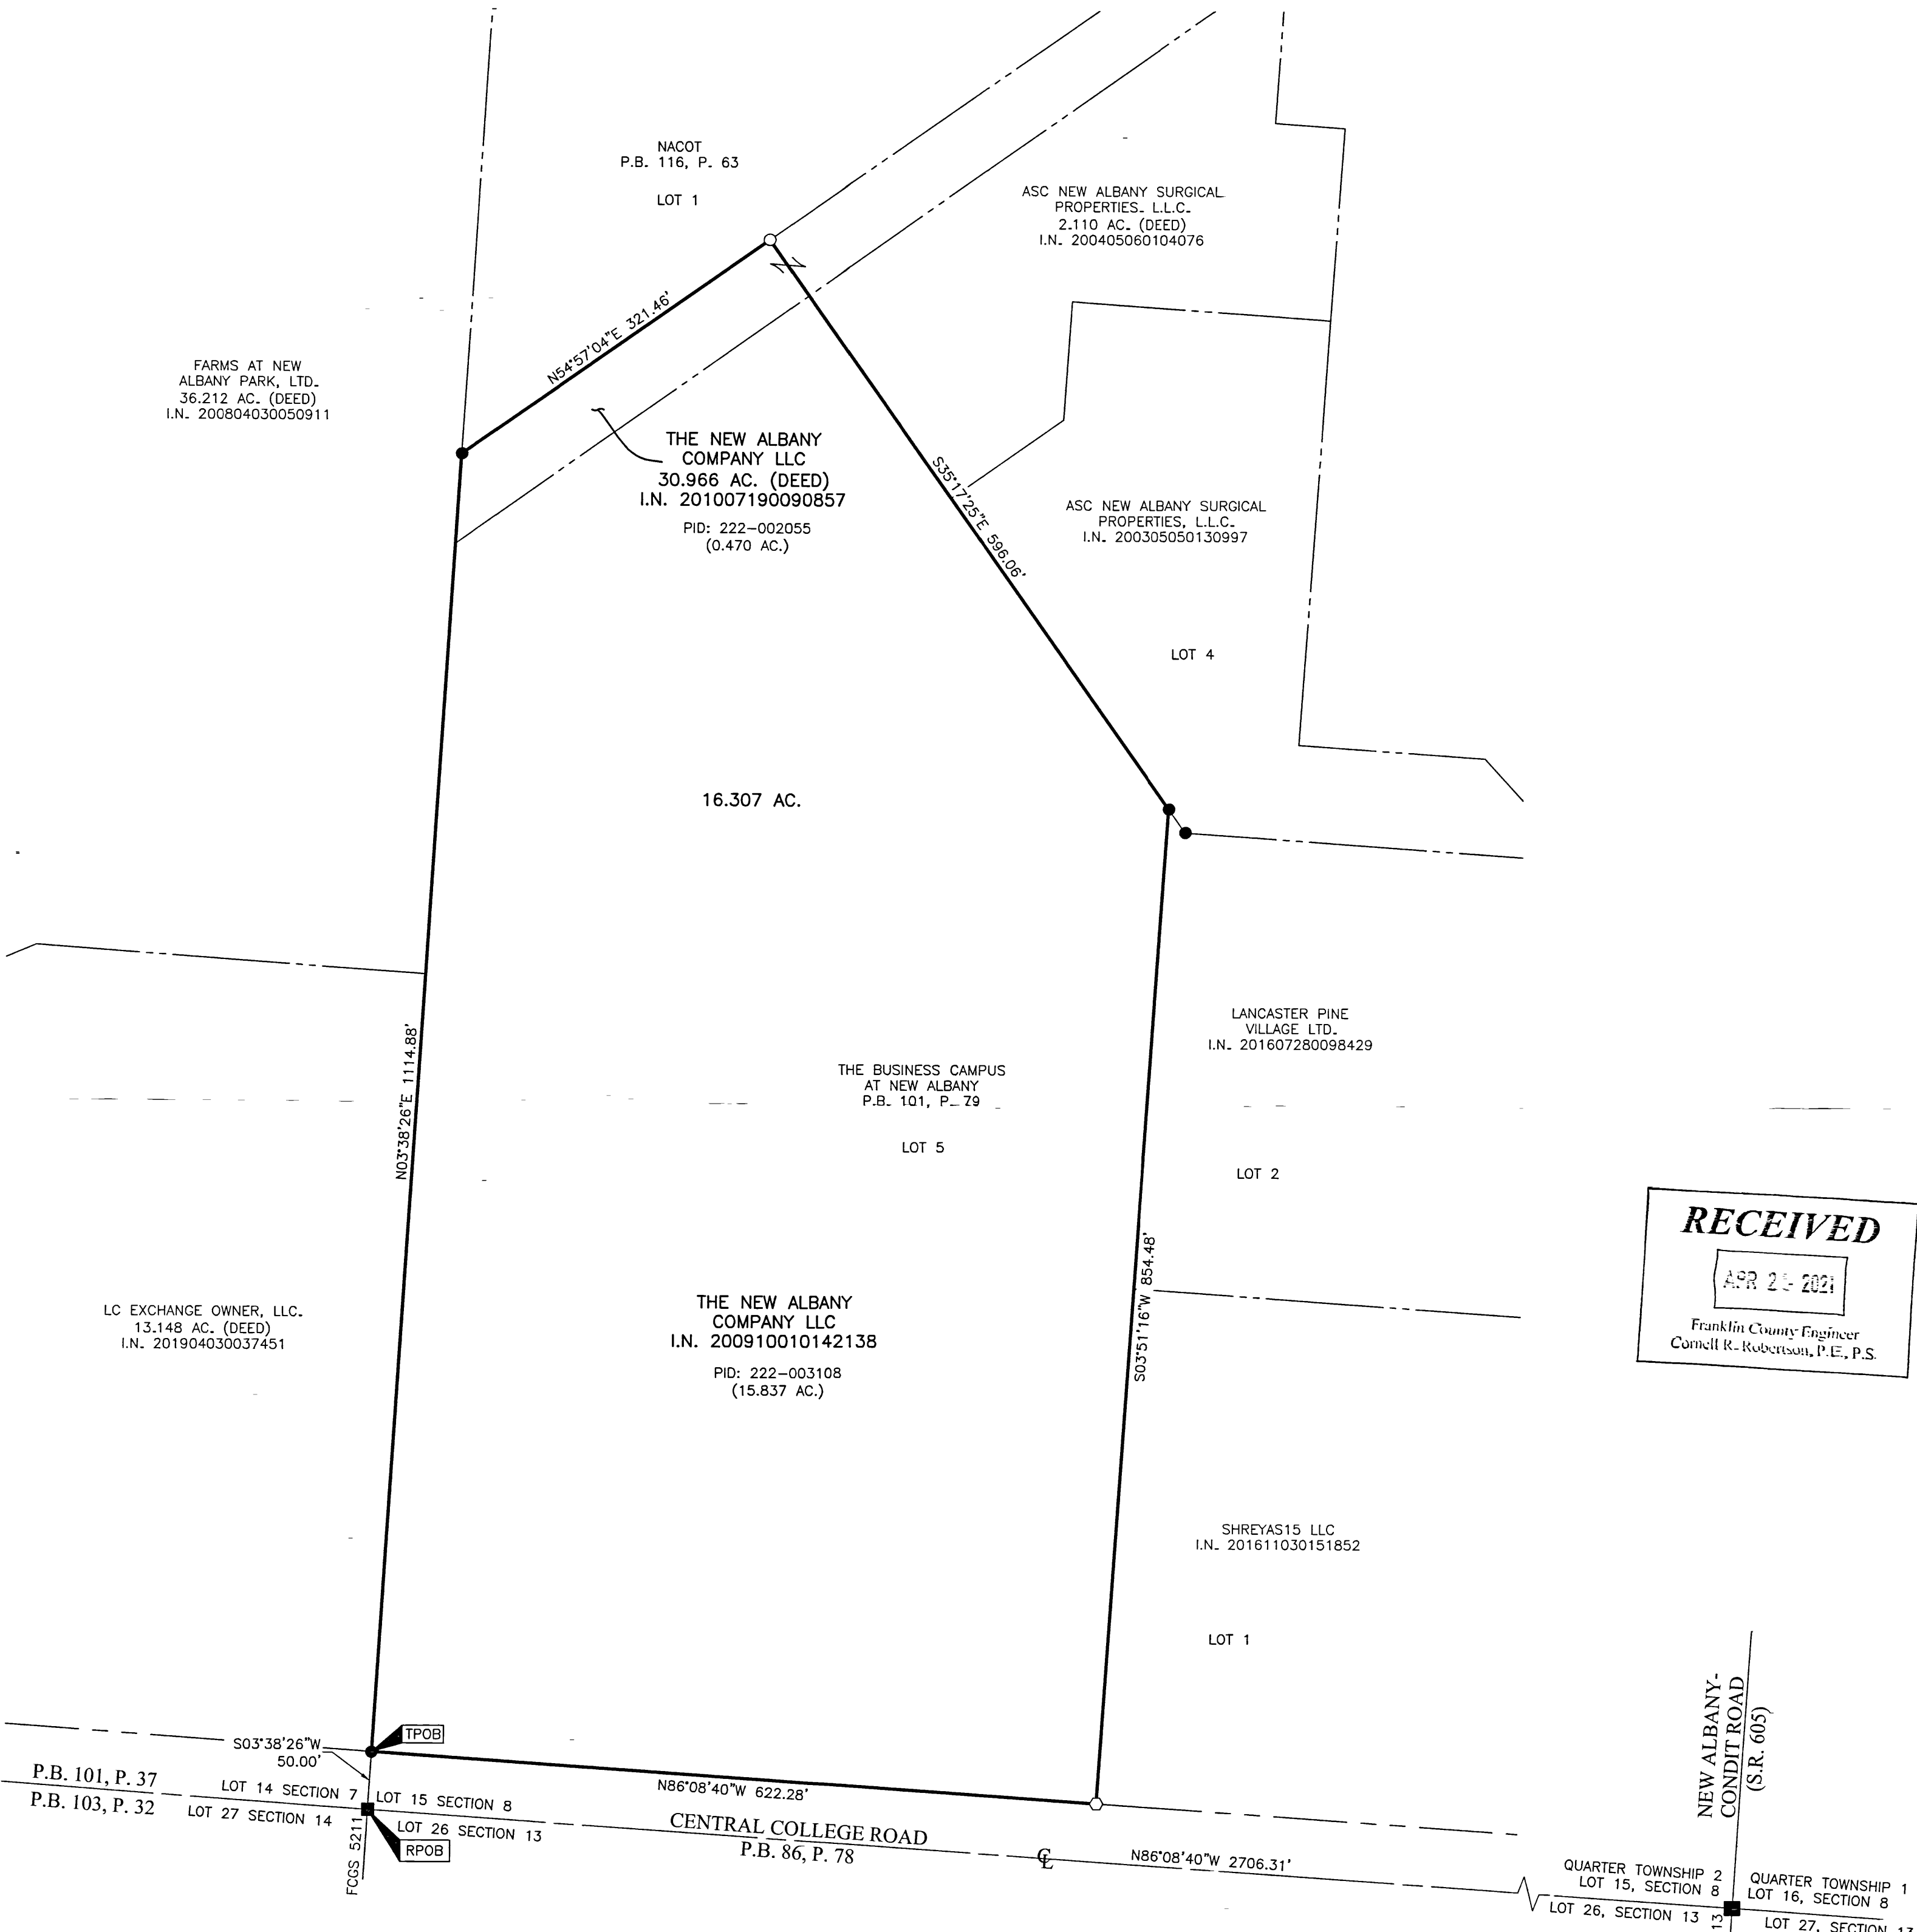 NACOT
P.B. 116, P. 63
LOT 1
ASC NEW ALBANY SURGICAL
PROPERTIES. L.L.C.
2.110 AC. (DEED)
I.N. 200405060104076
N54°57'04"E 321.46'
FARMS AT NEW
ALBANY PARK, LTD.
36.212 AC. (DEED)
I.N. 200804030050911
THE NEW ALBANY
COMPANY LLC
30.966 AC. (DEED)
I.N. 201007190090857
PID: 222-002055
(0.470 AC.)
S35°17'25"E 596.06'
ASC NEW ALBANY SURGICAL
PROPERTIES, L.L.C.
I.N. 200305050130997
LOT 4
16.307 AC.
LANCASTER PINE
VILLAGE LTD.
I.N. 201607280098429
N03°38'26"E 1114.88'
THE BUSINESS CAMPUS
AT NEW ALBANY
P.B. 101, P. 79
LOT 5
LOT 2
RECEIVED
APR 2 2021
Franklin County Engineer
Cornell R. Robertson, P.E., P.S.
S03°51'16"W 854.48'
LC EXCHANGE OWNER, LLC.
13.148 AC. (DEED)
I.N. 201904030037451
THE NEW ALBANY
COMPANY LLC
I.N. 200910010142138
PID: 222-003108
(15.837 AC.)
SHREYAS15 LLC
I.N. 201611030151852
LOT 1
NEW ALBANY-
CONDIT ROAD
(S.R. 605)
TPOB
S03°38'26"W
50.00'
P.B. 101, P. 37
LOT 14 SECTION 7
LOT 15 SECTION 8
N86°08'40"W 622.28'
P.B. 103, P. 32
LOT 27 SECTION 14
LOT 26 SECTION 13
RPOB
FCGS 5211
CENTRAL COLLEGE ROAD
P.B. 86, P. 78
℄
N86°08'40"W 2706.31'
QUARTER TOWNSHIP 2
LOT 15, SECTION 8
QUARTER TOWNSHIP 1
LOT 16, SECTION 8
LOT 26, SECTION 13
13
LOT 27, SECTION